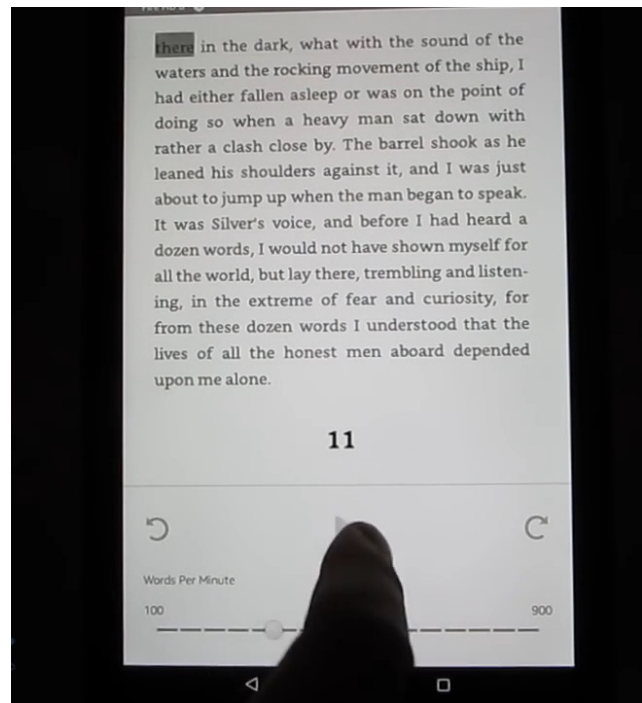 there in the dark, what with the sound of the
waters and the rocking movement of the ship, I
had either fallen asleep or was on the point of
doing so when a heavy man sat down with
rather a clash close by. The barrel shook as he
leaned his shoulders against it, and I was just
about to jump up when the man began to speak.
It was Silver's voice, and before I had heard a
dozen words, I would not have shown myself for
all the world, but lay there, trembling and listen-
ing, in the extreme of fear and curiosity, for
from these dozen words I understood that the
lives of all the honest men aboard depended
upon me alone.
11
Words Per Minute
100 900